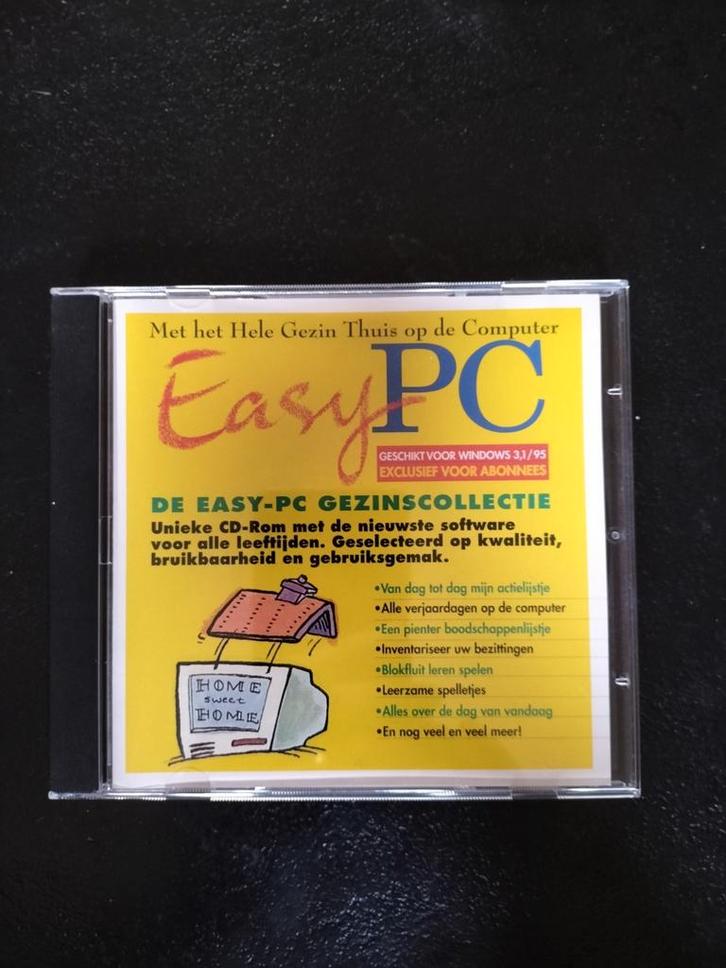 Met het Hele Gezin Thuis op de Computer
Easy-PC
GESCHIKT VOOR WINDOWS 3,1/95
EXCLUSIEF VOOR ABONNEES
DE EASY-PC GEZINSCOLLECTIE
Unieke CD-Rom met de nieuwste software
voor alle leeftijden. Geselecteerd op kwaliteit,
bruikbaarheid en gebruiksgemak.
•Van dag tot dag mijn actielijstje
•Alle verjaardagen op de computer
•Een pienter boodschappenlijstje
•Inventariseer uw bezittingen
•Blokfluit leren spelen
•Leerzame spelletjes
•Alles over de dag van vandaag
•En nog veel en veel meer!
HOME
sweet
HOME